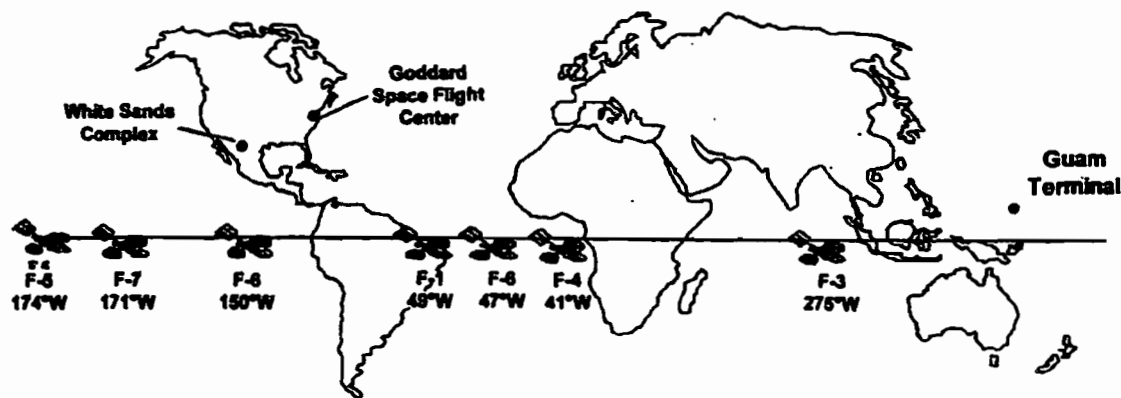 Goddard
Space Flight
Center
White Sands
Complex
Guam
Terminal
F-5
174°W
F-7
171°W
F-6
150°W
F-1
49°W
F-6
47°W
F-4
41°W
F-3
275°W